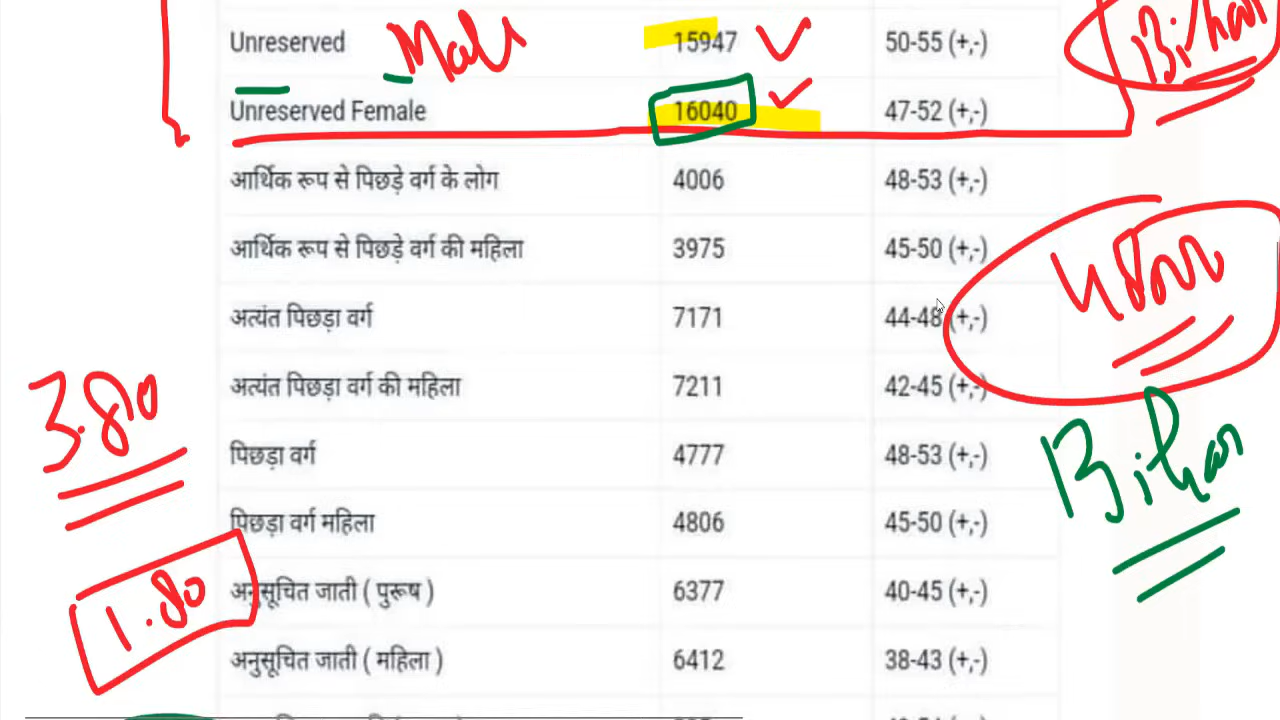 Unreserved Male 15947 50-55 (+,-) Bihar
Unreserved Female 16040 47-52 (+,-)
आर्थिक रूप से पिछड़े वर्ग के लोग 4006 48-53 (+,-)
आर्थिक रूप से पिछड़े वर्ग की महिला 3975 45-50 (+,-)
अत्यंत पिछड़ा वर्ग 7171 44-48 (+,-)
अत्यंत पिछड़ा वर्ग की महिला 7211 42-45 (+,-)
3.80
पिछड़ा वर्ग 4777 48-53 (+,-) Bihar
पिछड़ा वर्ग महिला 4806 45-50 (+,-)
1.80 अनुसूचित जाती ( पुरूष ) 6377 40-45 (+,-)
अनुसूचित जाती ( महिला ) 6412 38-43 (+,-)